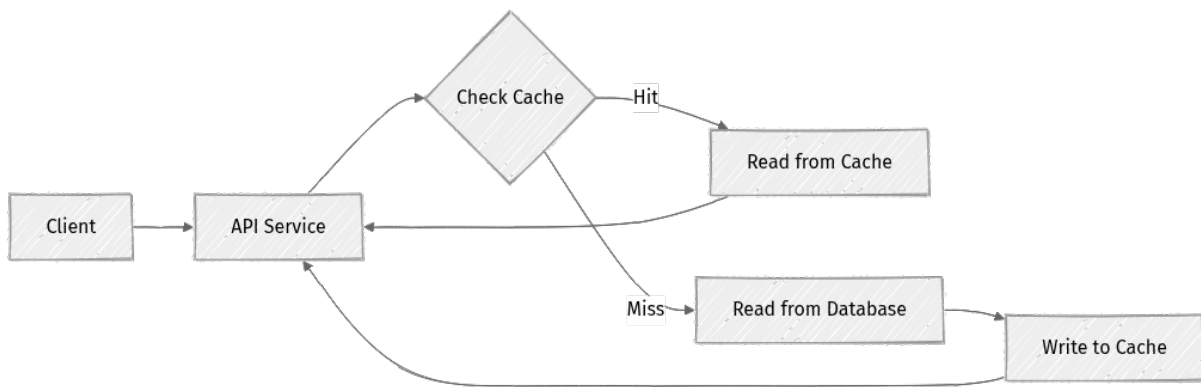 Check Cache
Hit
Read from Cache
Client
API Service
Miss
Read from Database
Write to Cache